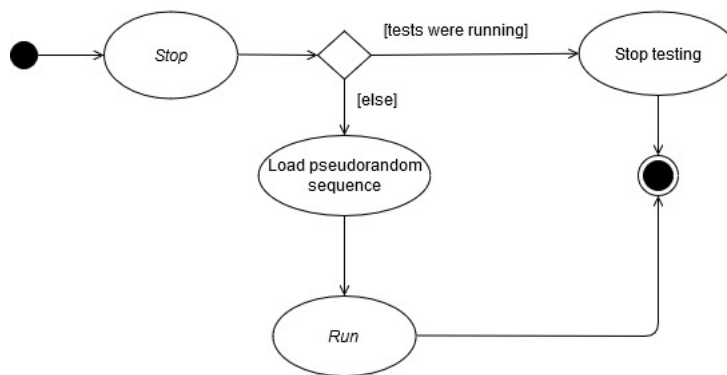 [tests were running]
Stop
Stop testing
[else]
Load pseudorandom
sequence
Run